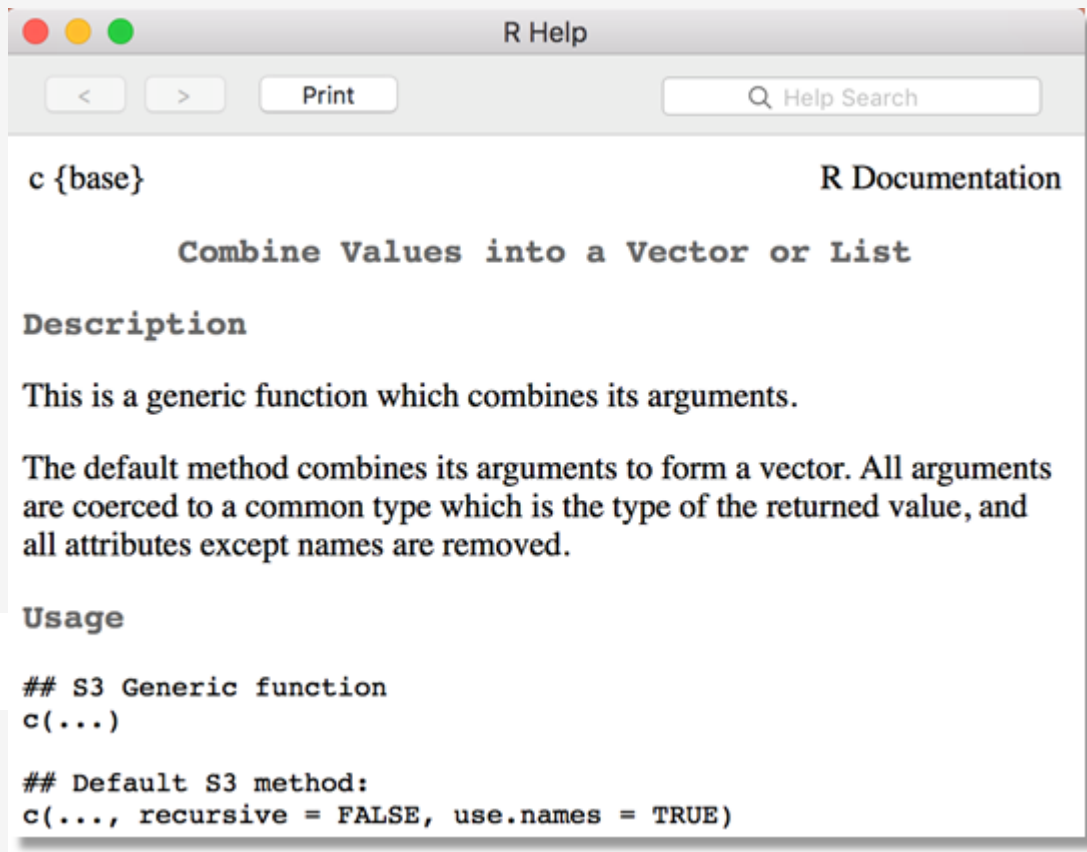 R Help
< > Print Help Search
c {base} R Documentation
Combine Values into a Vector or List
Description
This is a generic function which combines its arguments.
The default method combines its arguments to form a vector. All arguments
are coerced to a common type which is the type of the returned value, and
all attributes except names are removed.
Usage
## S3 Generic function
c(...)
## Default S3 method:
c(..., recursive = FALSE, use.names = TRUE)